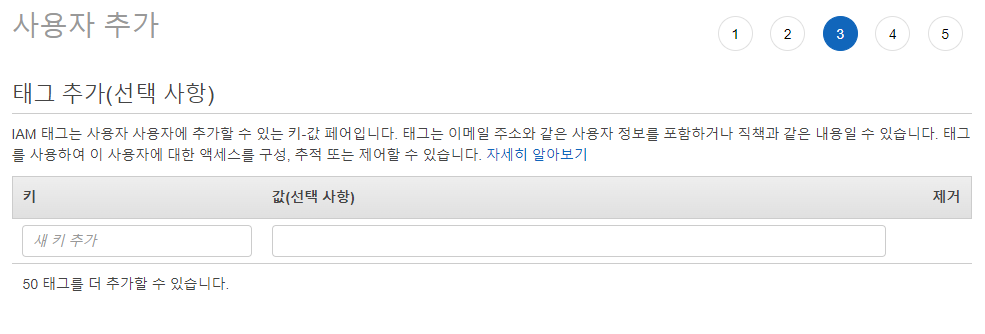 사용자 추가
1 2 3 4 5
태그 추가(선택 사항)
IAM 태그는 사용자 사용자에 추가할 수 있는 키-값 페어입니다. 태그는 이메일 주소와 같은 사용자 정보를 포함하거나 직책과 같은 내용일 수 있습니다. 태그
를 사용하여 이 사용자에 대한 액세스를 구성, 추적 또는 제어할 수 있습니다. 자세히 알아보기
키 값(선택 사항) 제거
새 키 추가
50 태그를 더 추가할 수 있습니다.